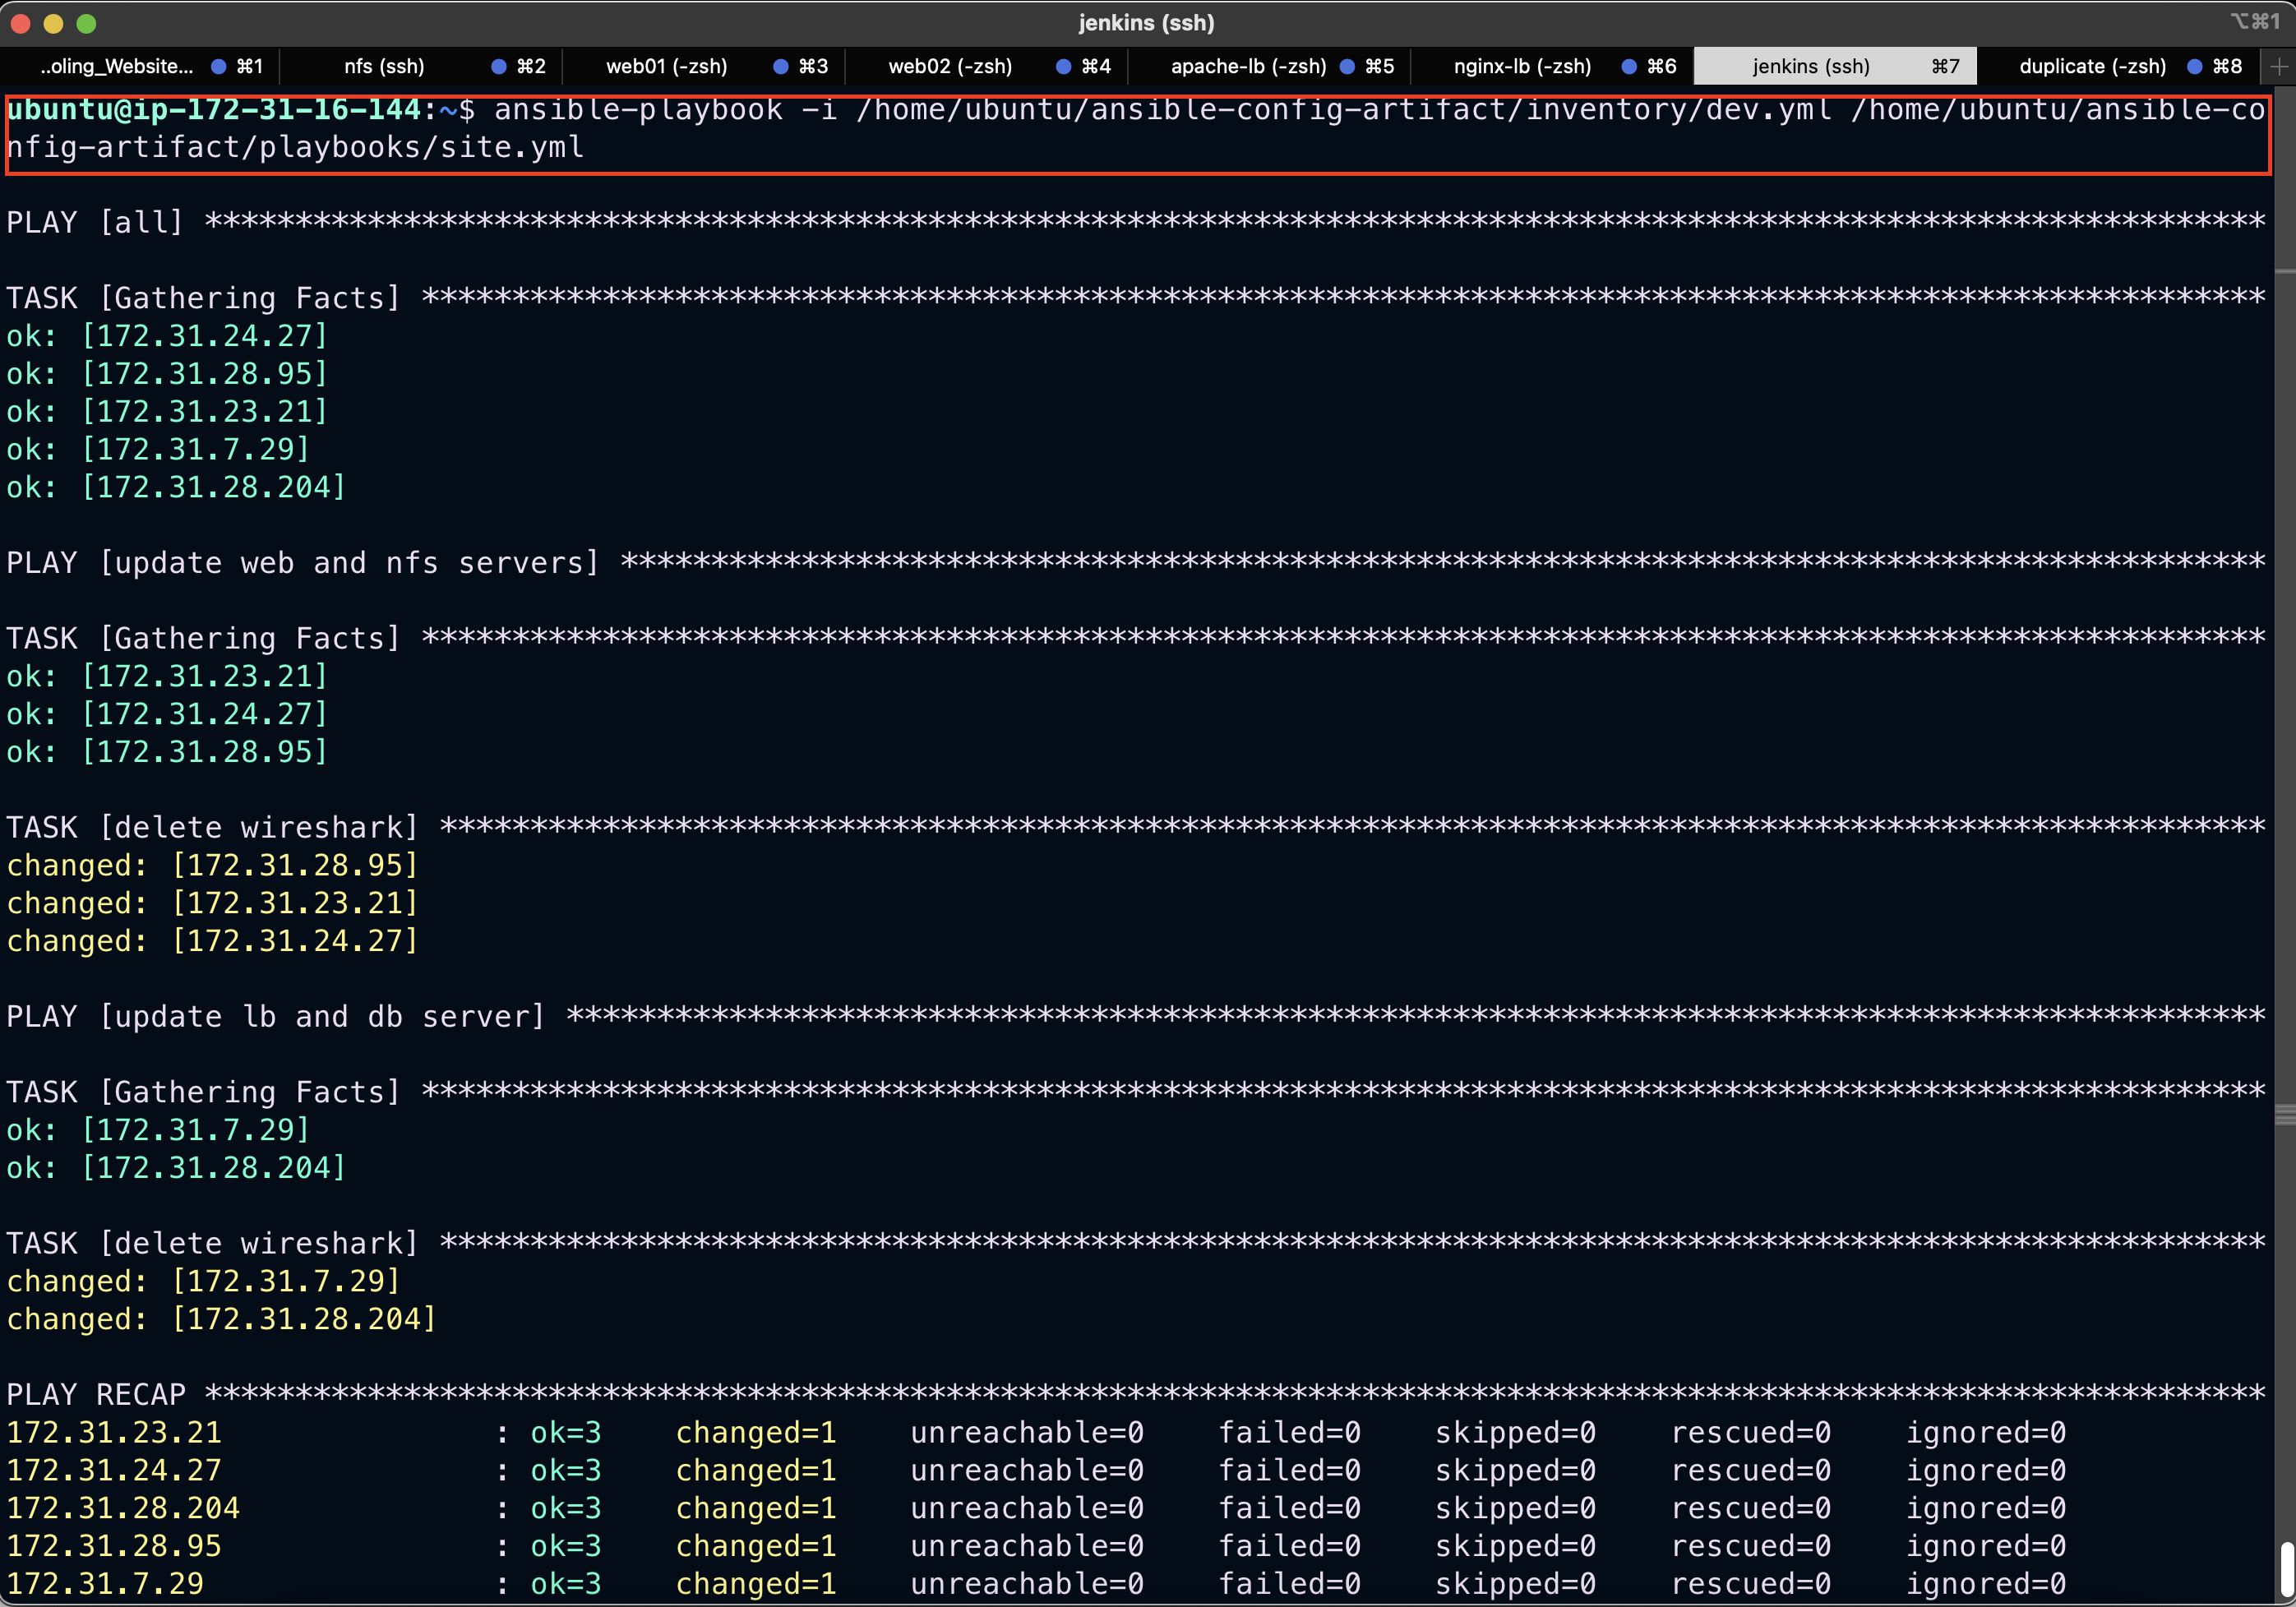 jenkins (ssh)
⌥⌘1
..oling_Website... ⌘1 nfs (ssh) ⌘2 web01 (-zsh) ⌘3 web02 (-zsh) ⌘4 apache-lb (-zsh) ⌘5 nginx-lb (-zsh) ⌘6 jenkins (ssh) ⌘7 duplicate (-zsh) ⌘8
ubuntu@ip-172-31-16-144:~$ ansible-playbook -i /home/ubuntu/ansible-config-artifact/inventory/dev.yml /home/ubuntu/ansible-co
nfig-artifact/playbooks/site.yml
PLAY [all] ******************************************************************************************************************
TASK [Gathering Facts] ******************************************************************************************************
ok: [172.31.24.27]
ok: [172.31.28.95]
ok: [172.31.23.21]
ok: [172.31.7.29]
ok: [172.31.28.204]
PLAY [update web and nfs servers] *******************************************************************************************
TASK [Gathering Facts] ******************************************************************************************************
ok: [172.31.23.21]
ok: [172.31.24.27]
ok: [172.31.28.95]
TASK [delete wireshark] *****************************************************************************************************
changed: [172.31.28.95]
changed: [172.31.23.21]
changed: [172.31.24.27]
PLAY [update lb and db server] **********************************************************************************************
TASK [Gathering Facts] ******************************************************************************************************
ok: [172.31.7.29]
ok: [172.31.28.204]
TASK [delete wireshark] *****************************************************************************************************
changed: [172.31.7.29]
changed: [172.31.28.204]
PLAY RECAP ******************************************************************************************************************
172.31.23.21 : ok=3 changed=1 unreachable=0 failed=0 skipped=0 rescued=0 ignored=0
172.31.24.27 : ok=3 changed=1 unreachable=0 failed=0 skipped=0 rescued=0 ignored=0
172.31.28.204 : ok=3 changed=1 unreachable=0 failed=0 skipped=0 rescued=0 ignored=0
172.31.28.95 : ok=3 changed=1 unreachable=0 failed=0 skipped=0 rescued=0 ignored=0
172.31.7.29 : ok=3 changed=1 unreachable=0 failed=0 skipped=0 rescued=0 ignored=0